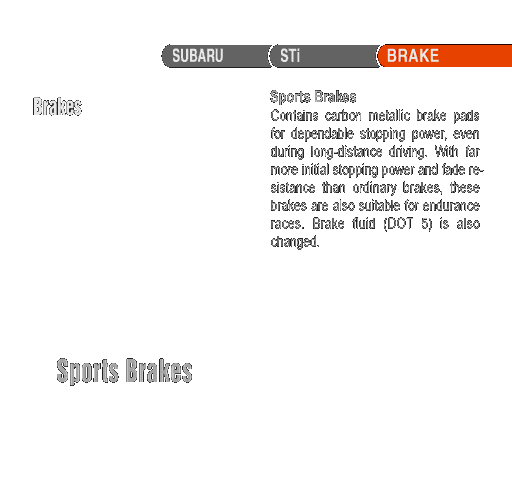 SUBARU STi BRAKE
Brakes
Sports Brakes
Contains carbon metallic brake pads
for dependable stopping power, even
during long-distance driving. With far
more initial stopping power and fade re-
sistance than ordinary brakes, these
brakes are also suitable for endurance
races. Brake fluid (DOT 5) is also
changed.
Sports Brakes